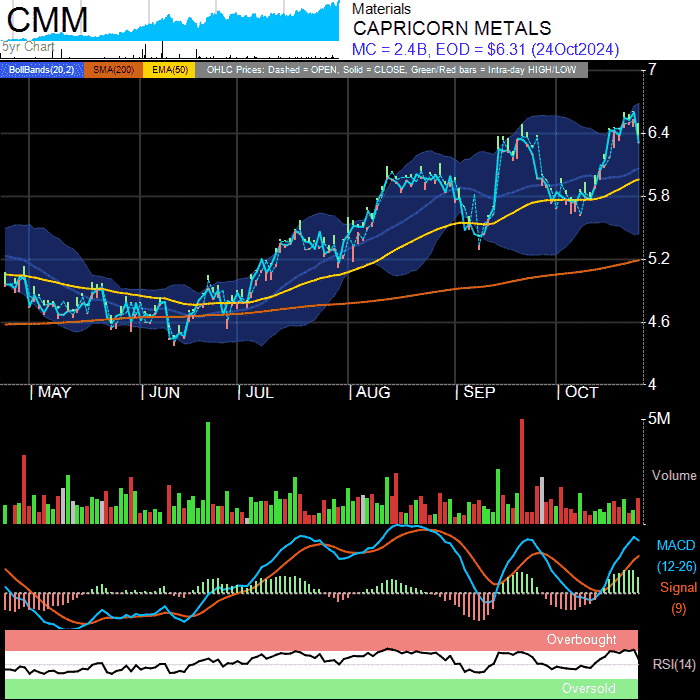 CMM
5yr Chart
Materials
CAPRICORN METALS
MC = 2.4B, EOD = $6.31 (24Oct2024)
BollBands(20,2) SMA(200) EMA(50) OHLC Prices: Dashed = OPEN, Solid = CLOSE, Green/Red bars = Intra-day HIGH/LOW
7
6.4
5.8
5.2
4.6
4
MAY JUN JUL AUG SEP OCT
5M
Volume
MACD
(12-26)
Signal
(9)
Overbought
RSI(14)
Oversold